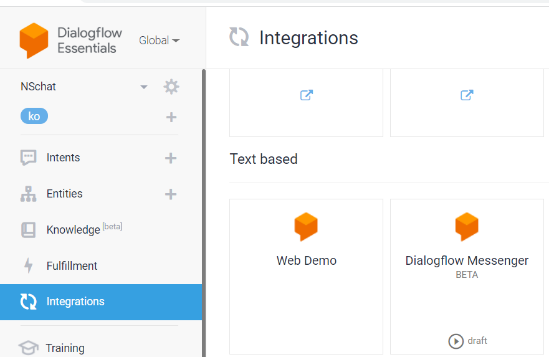 Dialogflow
Essentials
Global
Integrations
NSchat
ko
Intents
Entities
Knowledge [beta]
Fulfillment
Integrations
Training
Text based
Web Demo
Dialogflow Messenger
BETA
draft